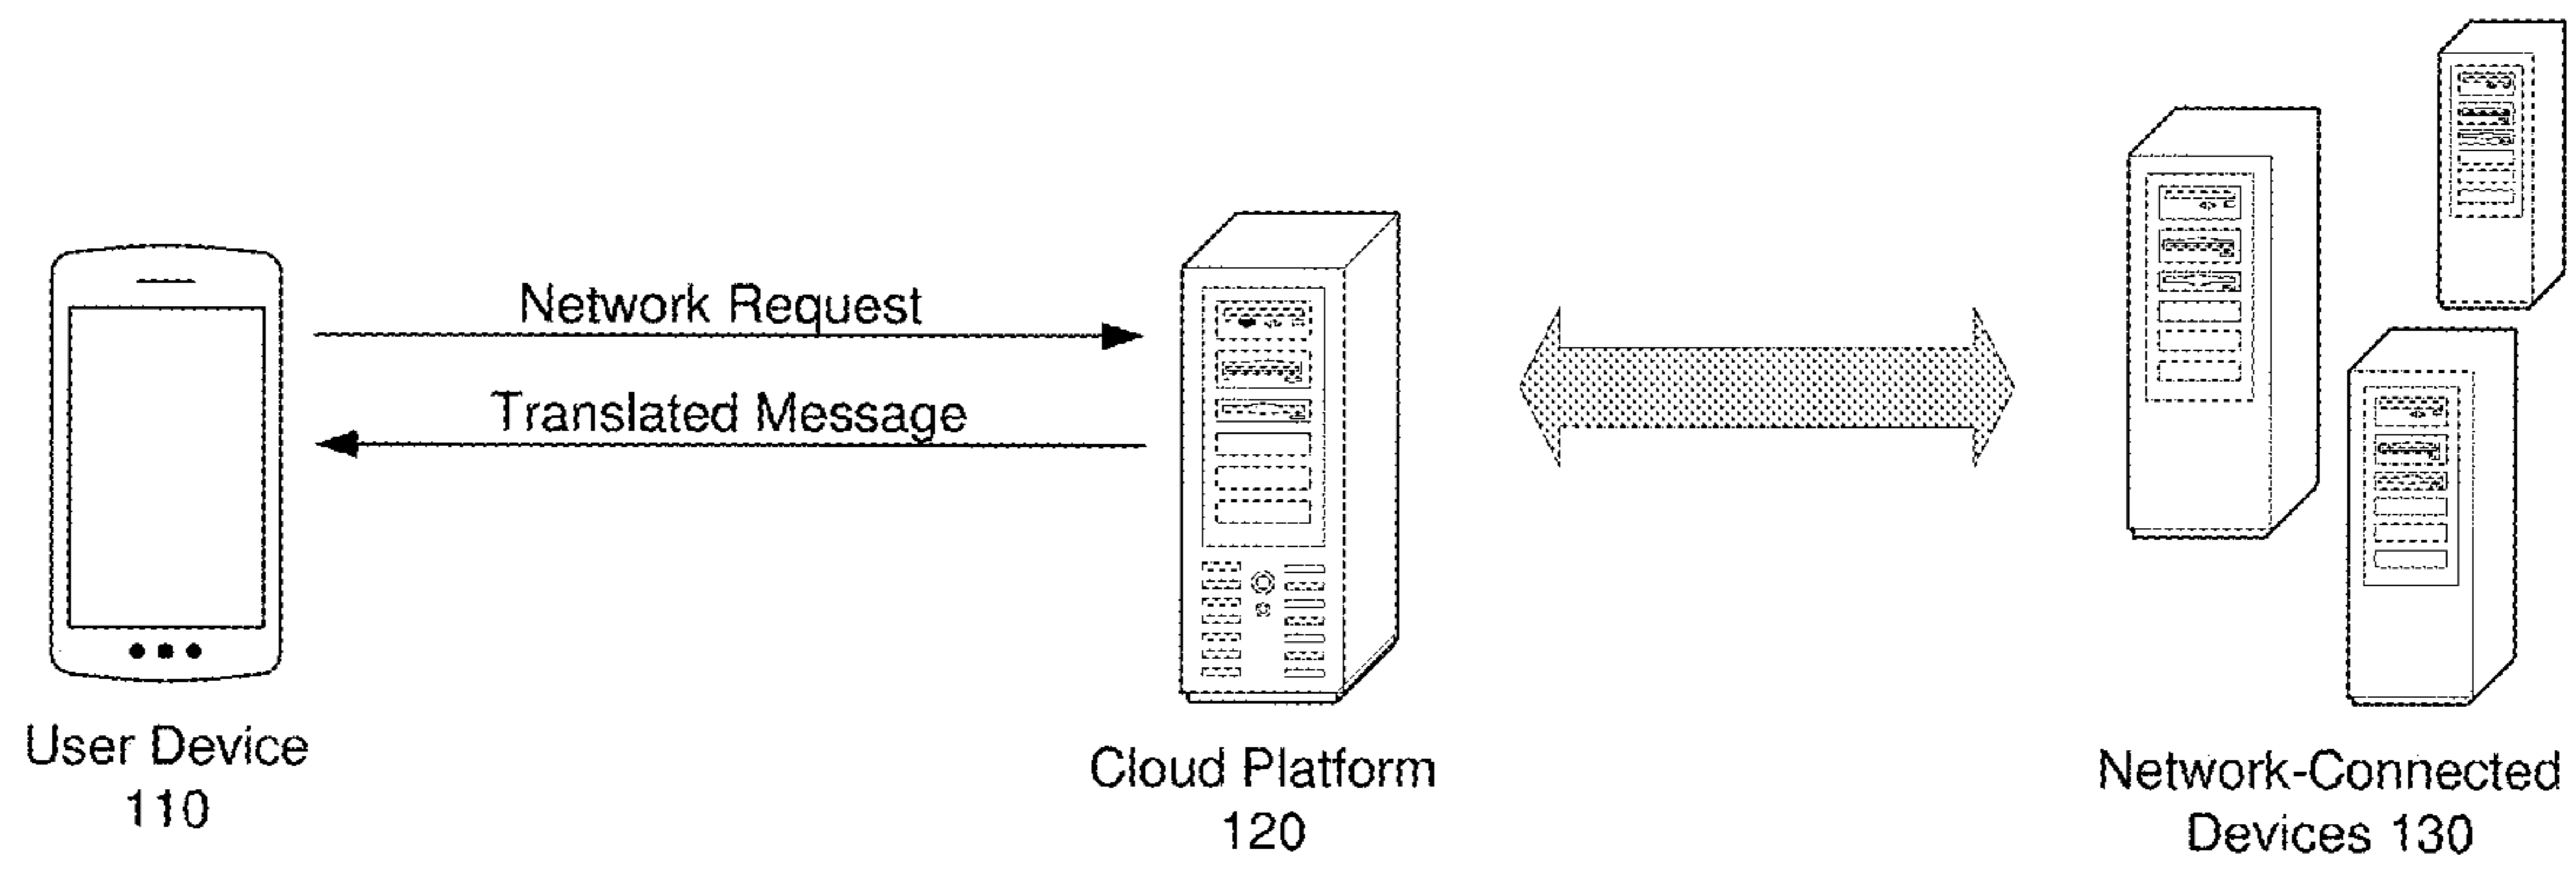 Network Request
Translated Message
User Device
110
Cloud Platform
120
Network-Connected
Devices 130